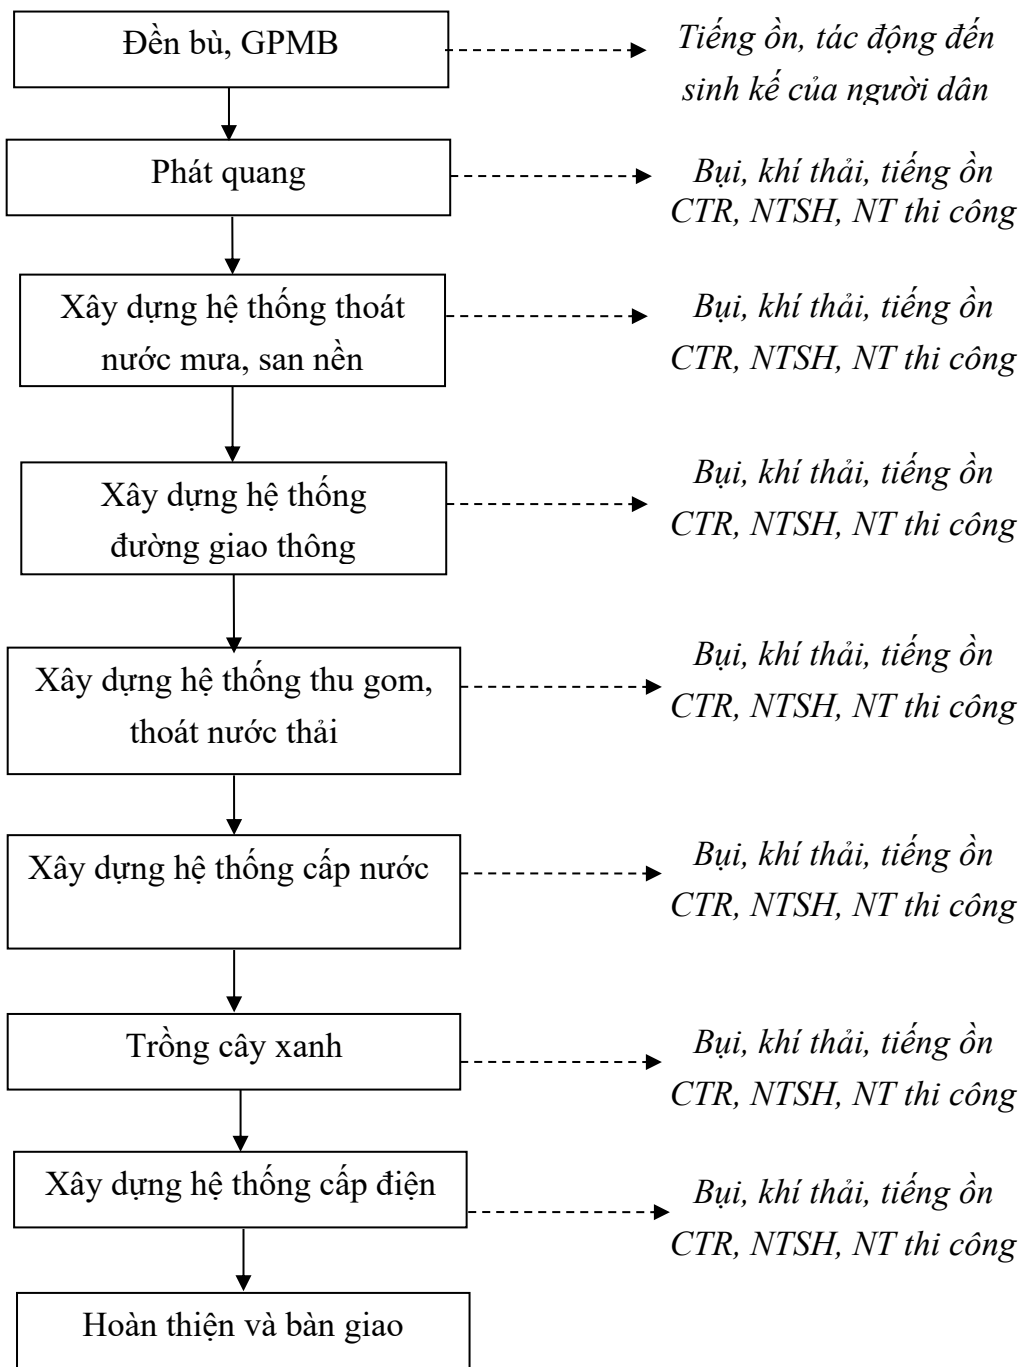 Đền bù, GPMB
Tiếng ồn, tác động đến
sinh kế của người dân
Phát quang
Bụi, khí thải, tiếng ồn
CTR, NTSH, NT thi công
Xây dựng hệ thống thoát
nước mưa, san nền
Bụi, khí thải, tiếng ồn
CTR, NTSH, NT thi công
Xây dựng hệ thống
đường giao thông
Bụi, khí thải, tiếng ồn
CTR, NTSH, NT thi công
Xây dựng hệ thống thu gom,
thoát nước thải
Bụi, khí thải, tiếng ồn
CTR, NTSH, NT thi công
Xây dựng hệ thống cấp nước
Bụi, khí thải, tiếng ồn
CTR, NTSH, NT thi công
Trồng cây xanh
Bụi, khí thải, tiếng ồn
CTR, NTSH, NT thi công
Xây dựng hệ thống cấp điện
Bụi, khí thải, tiếng ồn
CTR, NTSH, NT thi công
Hoàn thiện và bàn giao